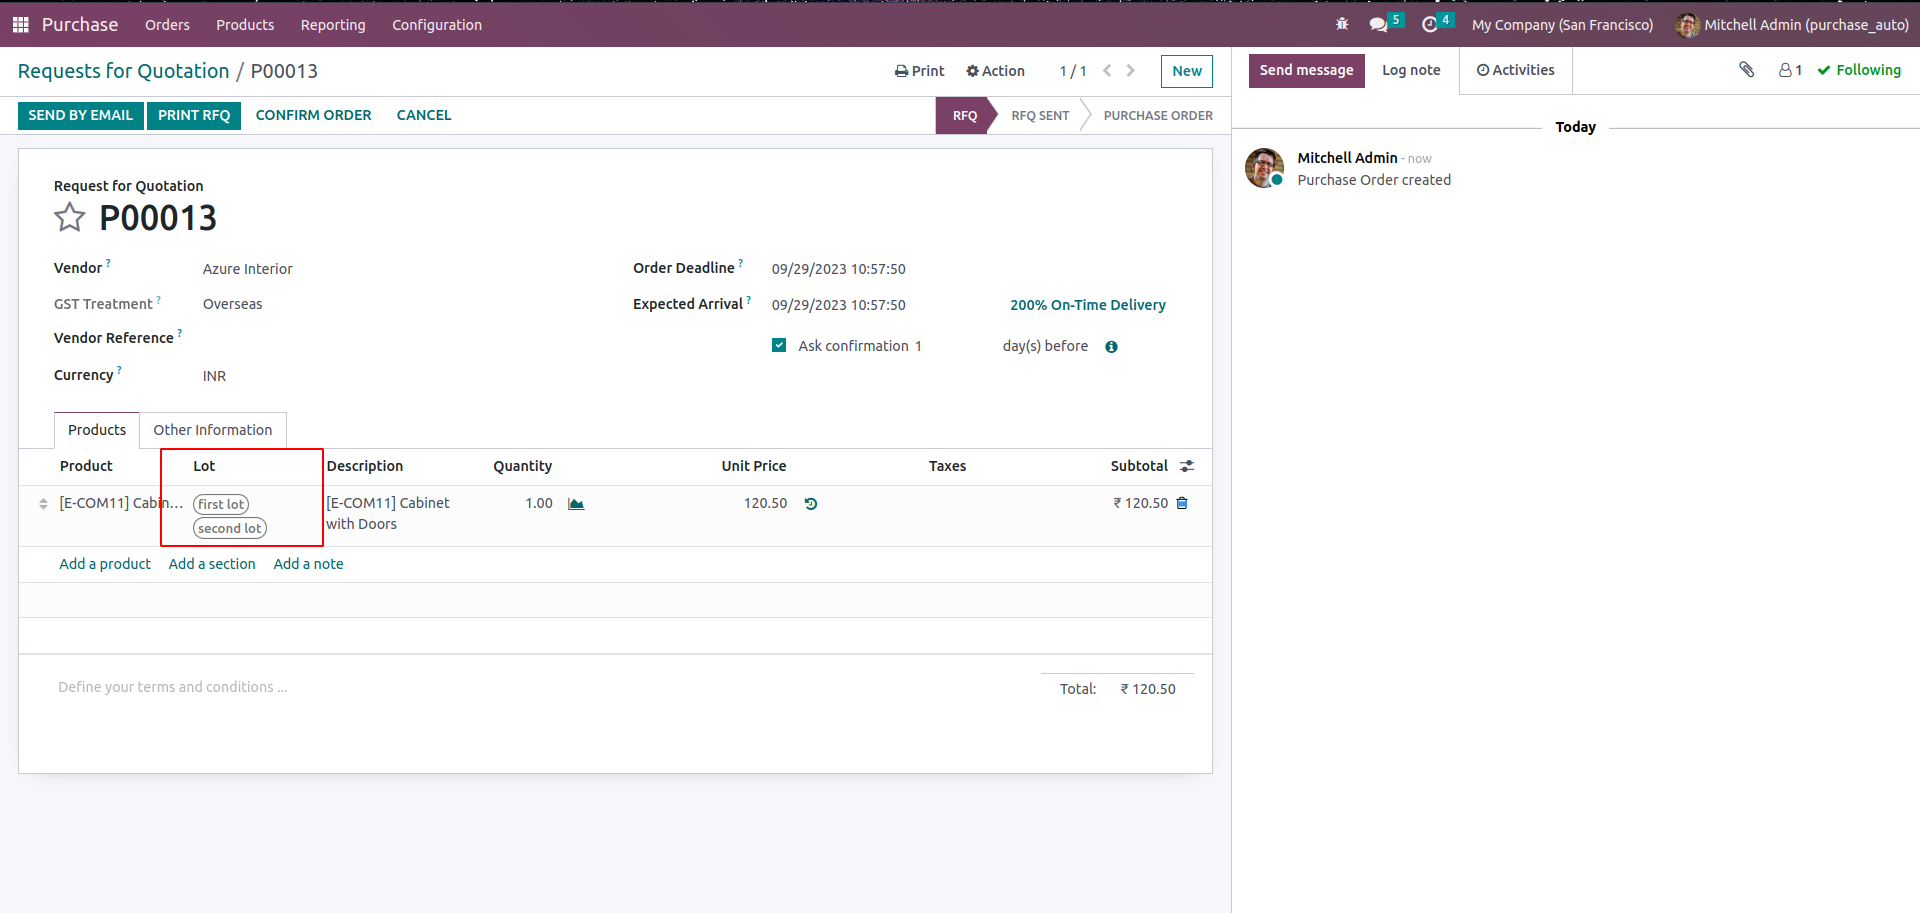 Purchase Orders Products Reporting Configuration 5 4 My Company (San Francisco) Mitchell Admin (purchase_auto)
Requests for Quotation / P00013 Print Action 1 / 1 New
Send message Log note Activities 1 Following
SEND BY EMAIL PRINT RFQ CONFIRM ORDER CANCEL RFQ RFQ SENT PURCHASE ORDER
Today
Mitchell Admin - now
Purchase Order created
Request for Quotation
P00013
Vendor ? Azure Interior Order Deadline ? 09/29/2023 10:57:50
GST Treatment ? Overseas Expected Arrival ? 09/29/2023 10:57:50 200% On-Time Delivery
Vendor Reference ?
Ask confirmation 1 day(s) before
Currency ? INR
Products Other Information
Product Lot Description Quantity Unit Price Taxes Subtotal
[E-COM11] Cabin... first lot [E-COM11] Cabinet 1.00 120.50 ₹ 120.50
second lot with Doors
Add a product Add a section Add a note
Define your terms and conditions ... Total: ₹ 120.50